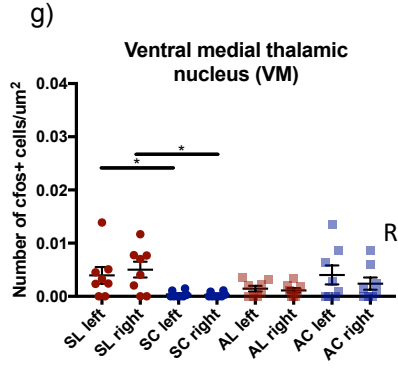 g)
Ventral medial thalamic
nucleus (VM)
Number of cfos+ cells/um²
0.04
0.03
0.02
0.01
0.00
*
*
R
SL left
SL right
SC left
SC right
AL left
AL right
AC left
AC right